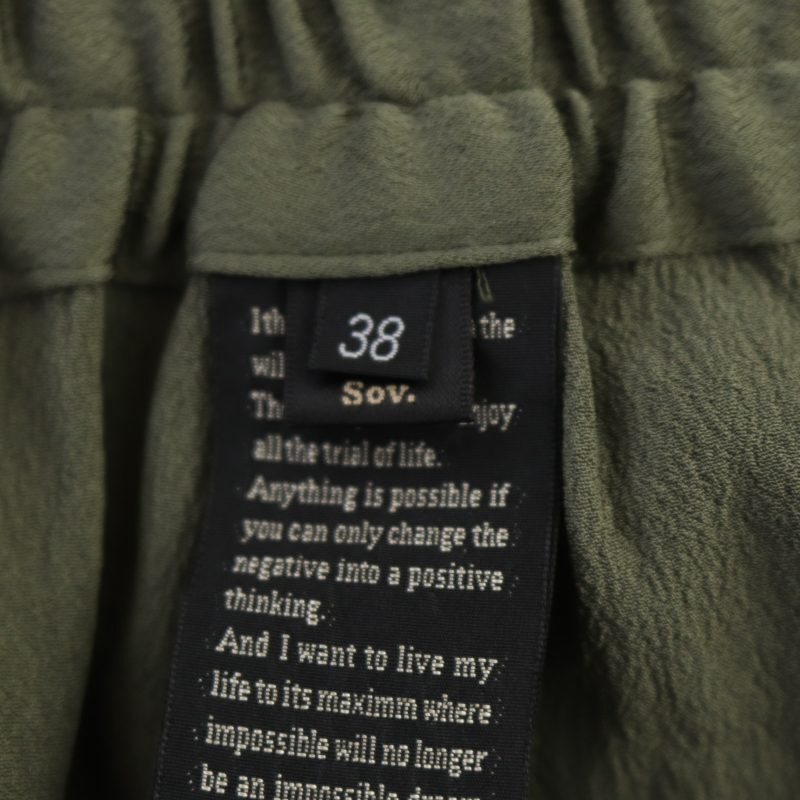 38
Sov.
the
all the trial of life.
Anything is possible if
you can only change the
negative into a positive
thinking.
And I want to live my
life to its maximm where
impossible will no longer
be an impossible dream